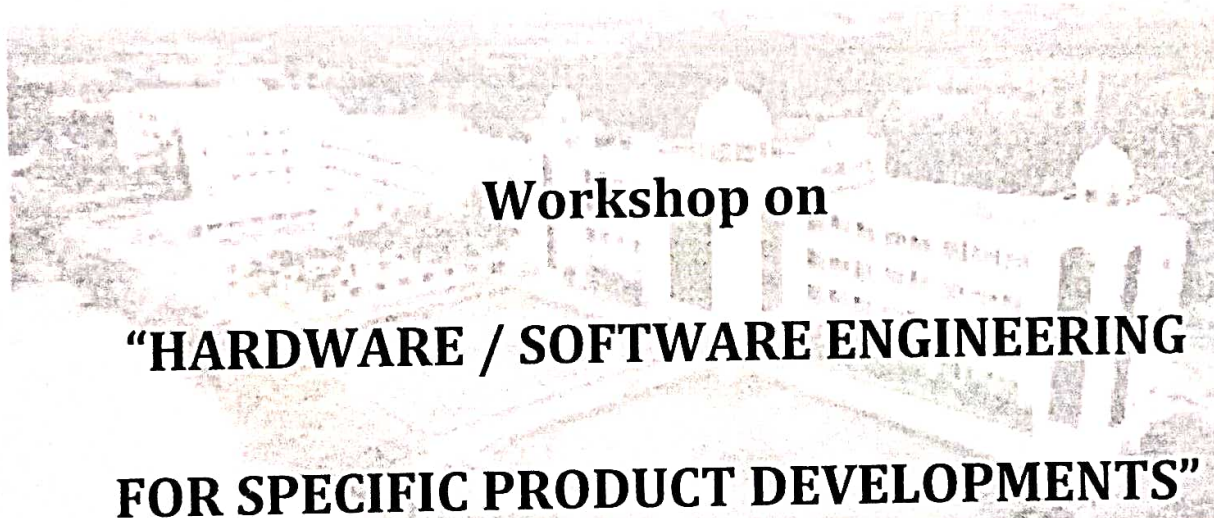 Workshop on
“HARDWARE / SOFTWARE ENGINEERING
FOR SPECIFIC PRODUCT DEVELOPMENTS”